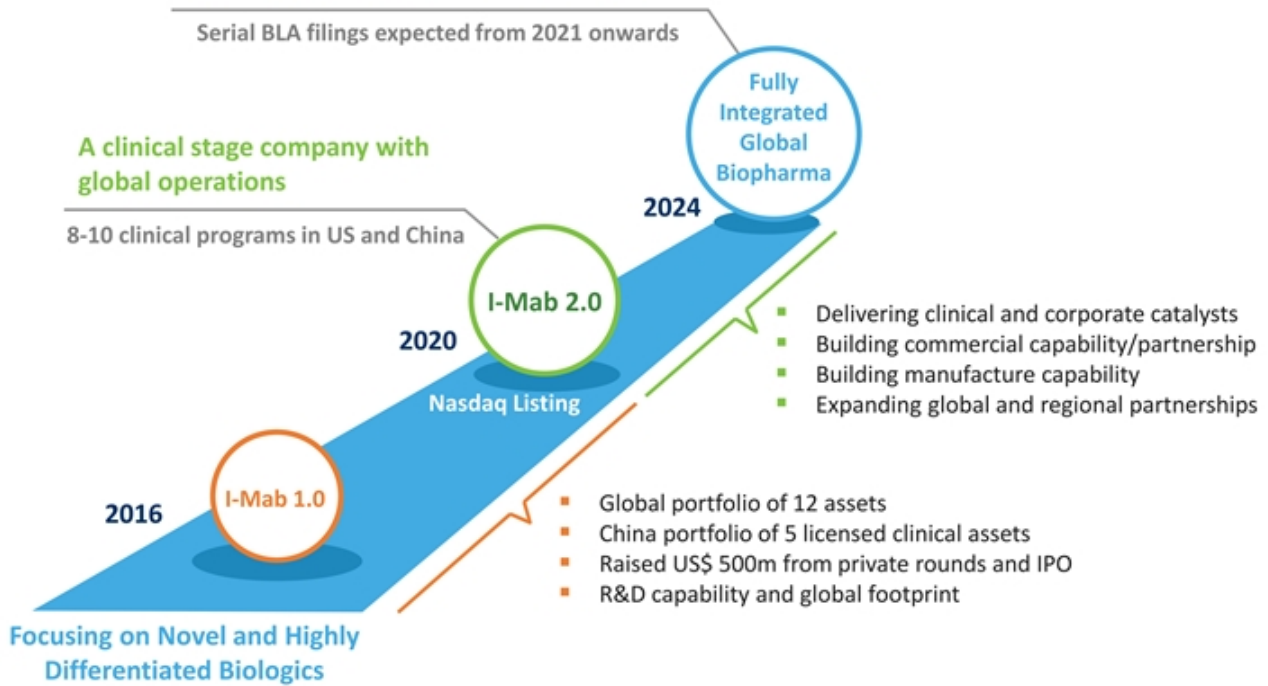 Serial BLA filings expected from 2021 onwards
Fully
Integrated
Global
Biopharma
A clinical stage company with
global operations
8-10 clinical programs in US and China
2024
I-Mab 2.0
2020
Nasdaq Listing
Delivering clinical and corporate catalysts
Building commercial capability/partnership
Building manufacture capability
Expanding global and regional partnerships
I-Mab 1.0
2016
Global portfolio of 12 assets
China portfolio of 5 licensed clinical assets
Raised US$ 500m from private rounds and IPO
R&D capability and global footprint
Focusing on Novel and Highly
Differentiated Biologics